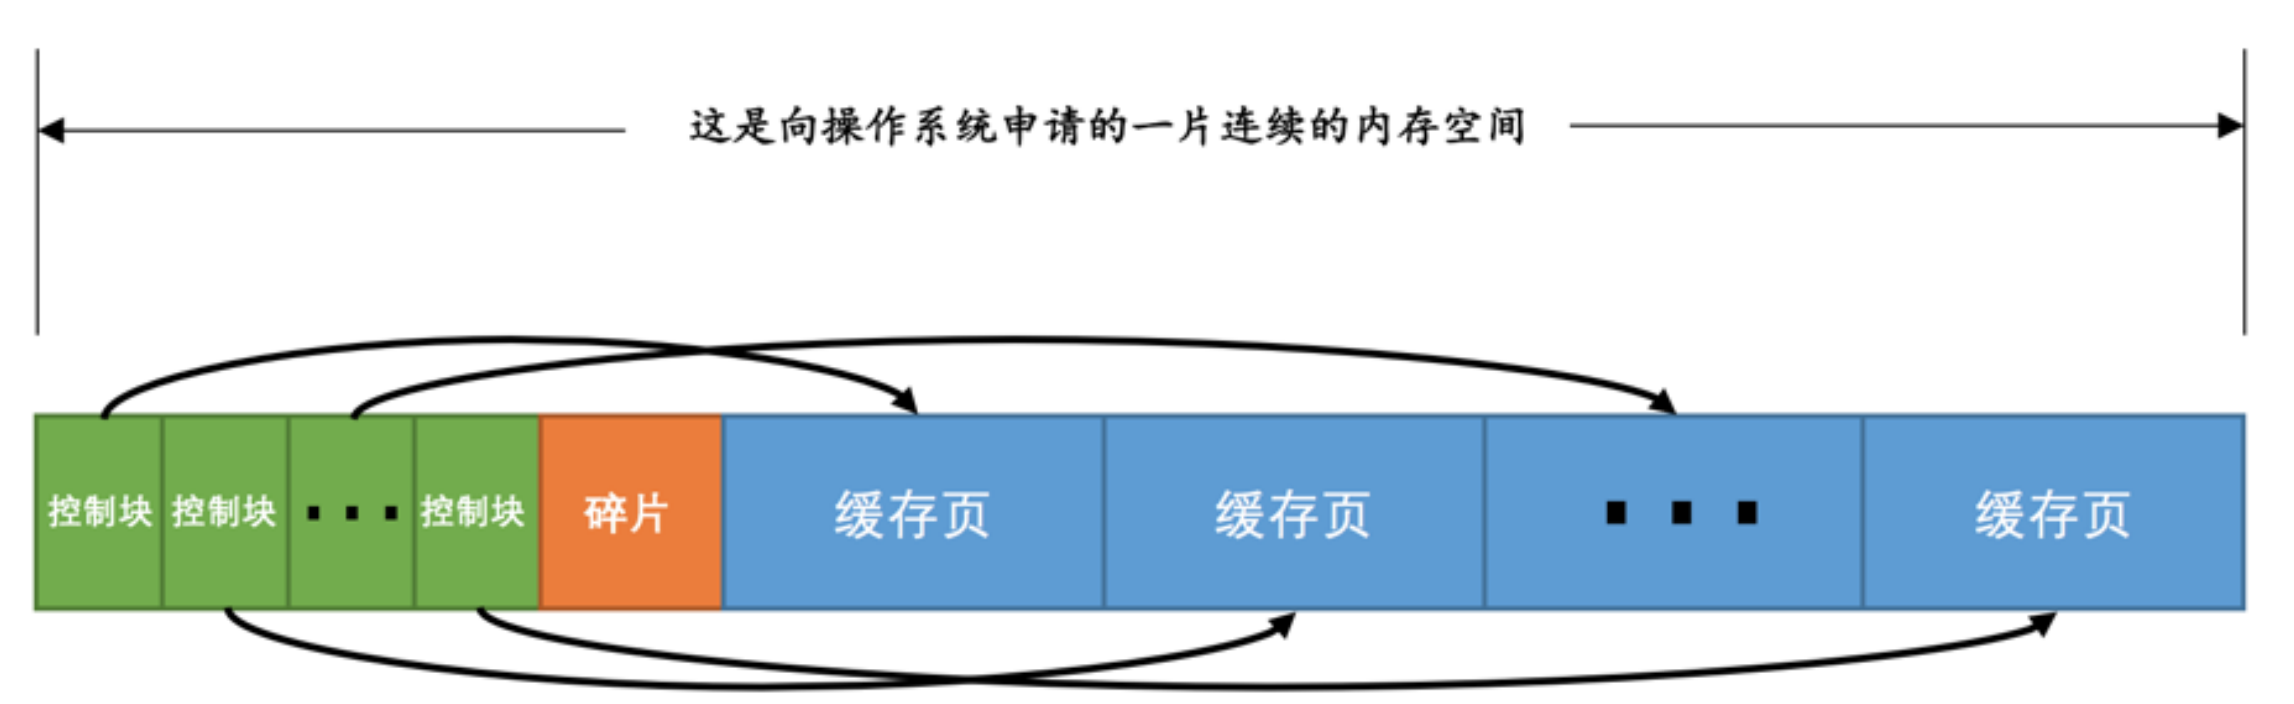 这是向操作系统申请的一片连续的内存空间
控制块 控制块 ... 控制块 碎片 缓存页 缓存页 ... 缓存页